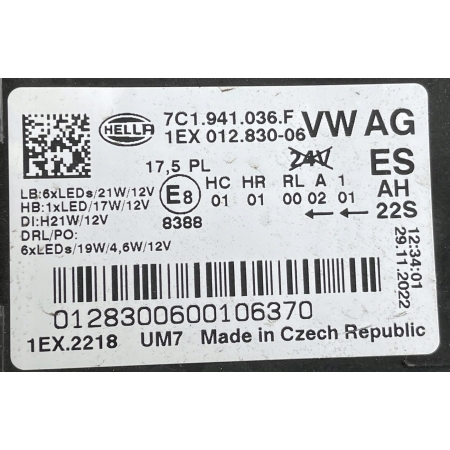 HELLA
7C1.941.036.F
1EX 012.830-06
VW AG
24V
ES
17,5 PL
HC HR RL A 1
AH
E8
01 01 00 02 01
22S
8388
LB:6xLEDs/21W/12V
HB:1xLED/17W/12V
DI:H21W/12V
DRL/PO:
6xLEDs/19W/4,6W/12V
12:34:01
29.11.2022
0128300600106370
1EX.2218 UM7 Made in Czech Republic